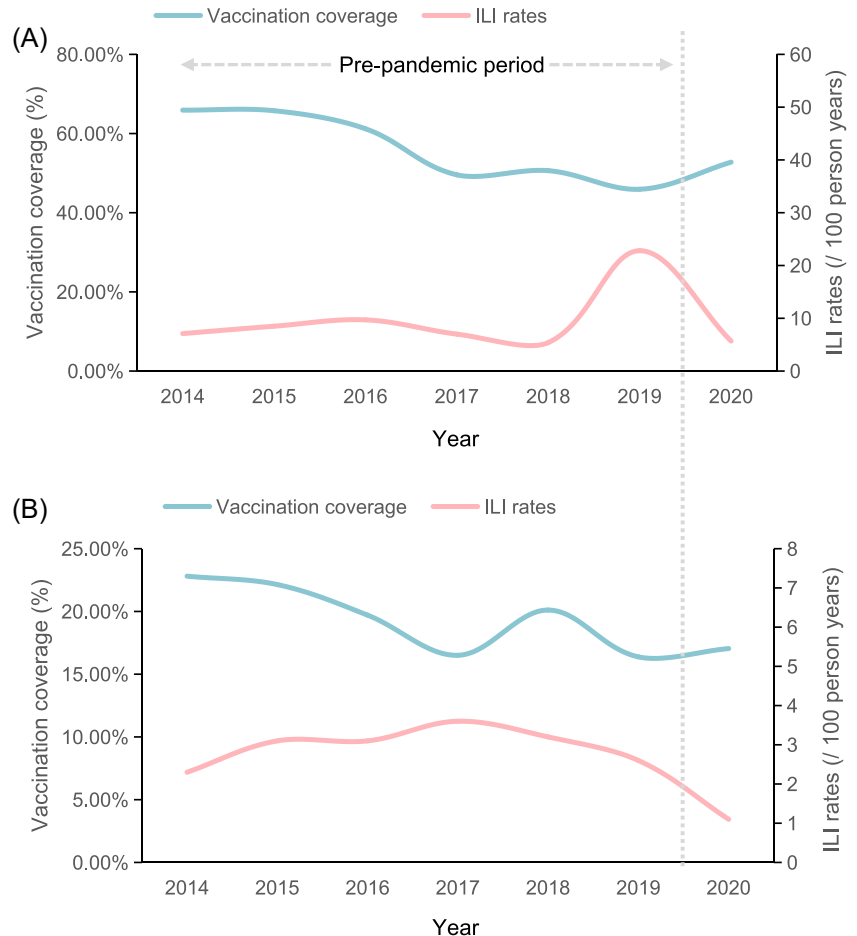 (A)
Vaccination coverage ILI rates
Pre-pandemic period
Vaccination coverage (%)
80.00%
60.00%
40.00%
20.00%
0.00%
60
50
40
30
20
10
0
ILI rates (/ 100 person years)
2014 2015 2016 2017 2018 2019 2020
Year
(B)
Vaccination coverage ILI rates
Vaccination coverage (%)
25.00%
20.00%
15.00%
10.00%
5.00%
0.00%
8
7
6
5
4
3
2
1
0
ILI rates (/ 100 person years)
2014 2015 2016 2017 2018 2019 2020
Year